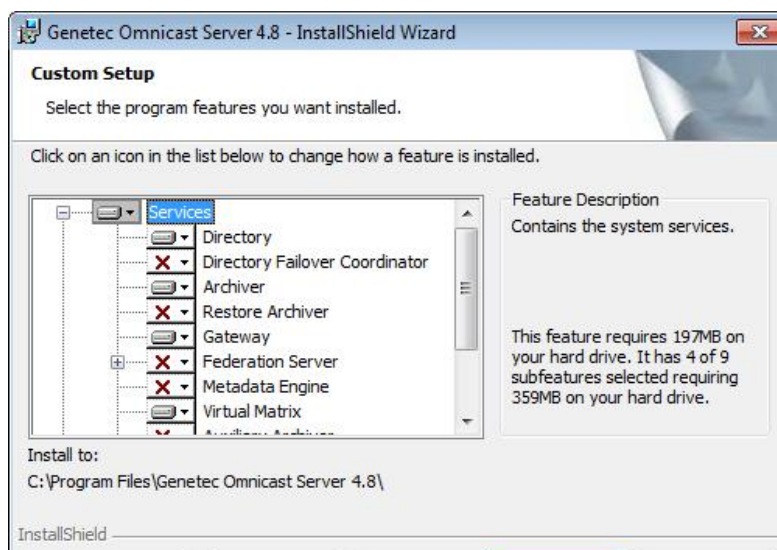 Genetec Omnicast Server 4.8 - InstallShield Wizard
Custom Setup
Select the program features you want installed.
Click on an icon in the list below to change how a feature is installed.
Services
Directory
Directory Failover Coordinator
Archiver
Restore Archiver
Gateway
Federation Server
Metadata Engine
Virtual Matrix
Auxiliary Archiver
Feature Description
Contains the system services.
This feature requires 197MB on
your hard drive. It has 4 of 9
subfeatures selected requiring
359MB on your hard drive.
Install to:
C:\Program Files\Genetec Omnicast Server 4.8\
InstallShield